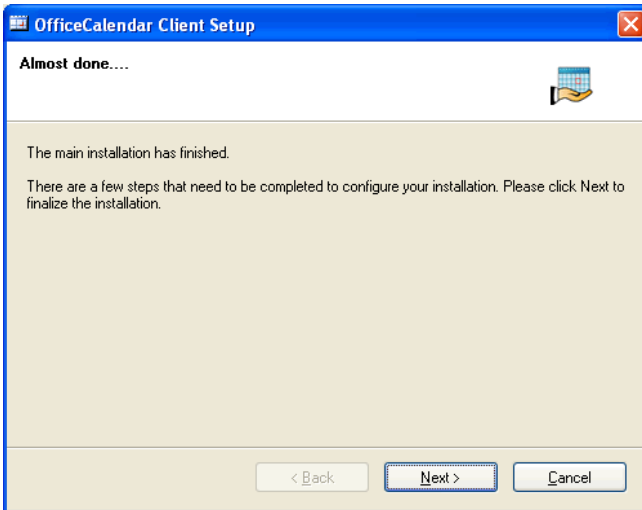 OfficeCalendar Client Setup
Almost done....
The main installation has finished.
There are a few steps that need to be completed to configure your installation. Please click Next to
finalize the installation.
< Back
Next >
Cancel